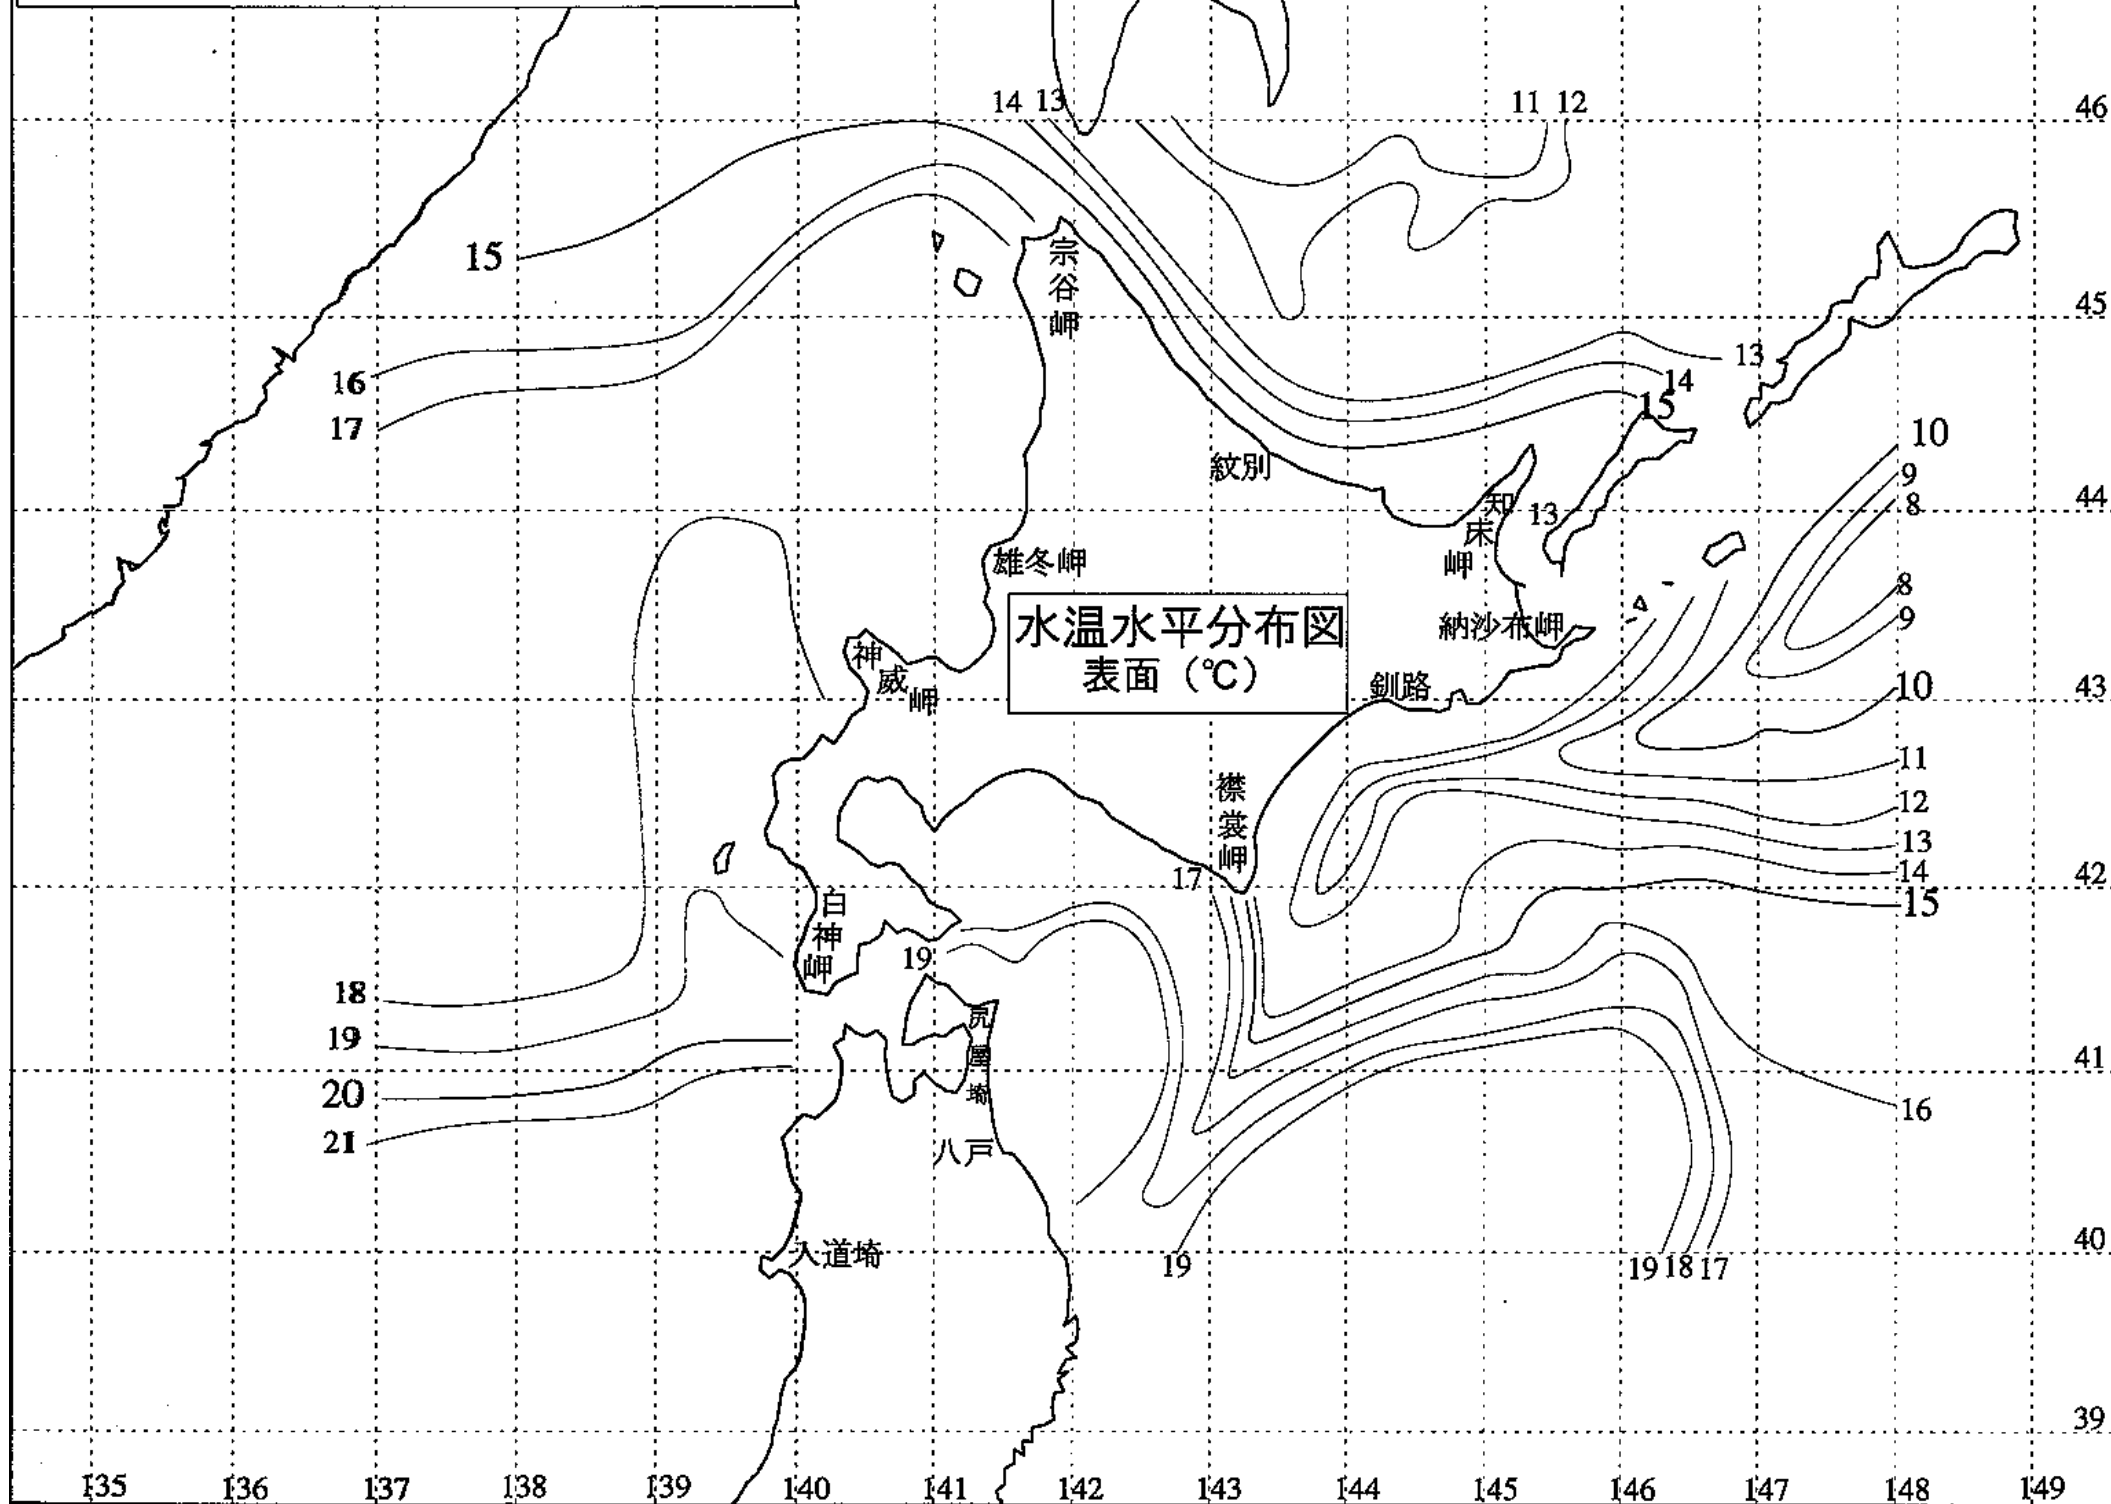 14 13 11 12 46
15
宗谷岬
45
16
13
14
17
15
10
紋別
9
8
44
知床岬
13
雄冬岬
水温水平分布図
表面（℃）
8
9
納沙布岬
神威岬
釧路
10
43
11
襟裳岬
12
13
17
14
42
15
白神岬
19
18
尻屋埼
19
41
20
16
21
八戸
入道埼
40
19
19 18 17
39
135 136 137 138 139 140 141 142 143 144 145 146 147 148 149